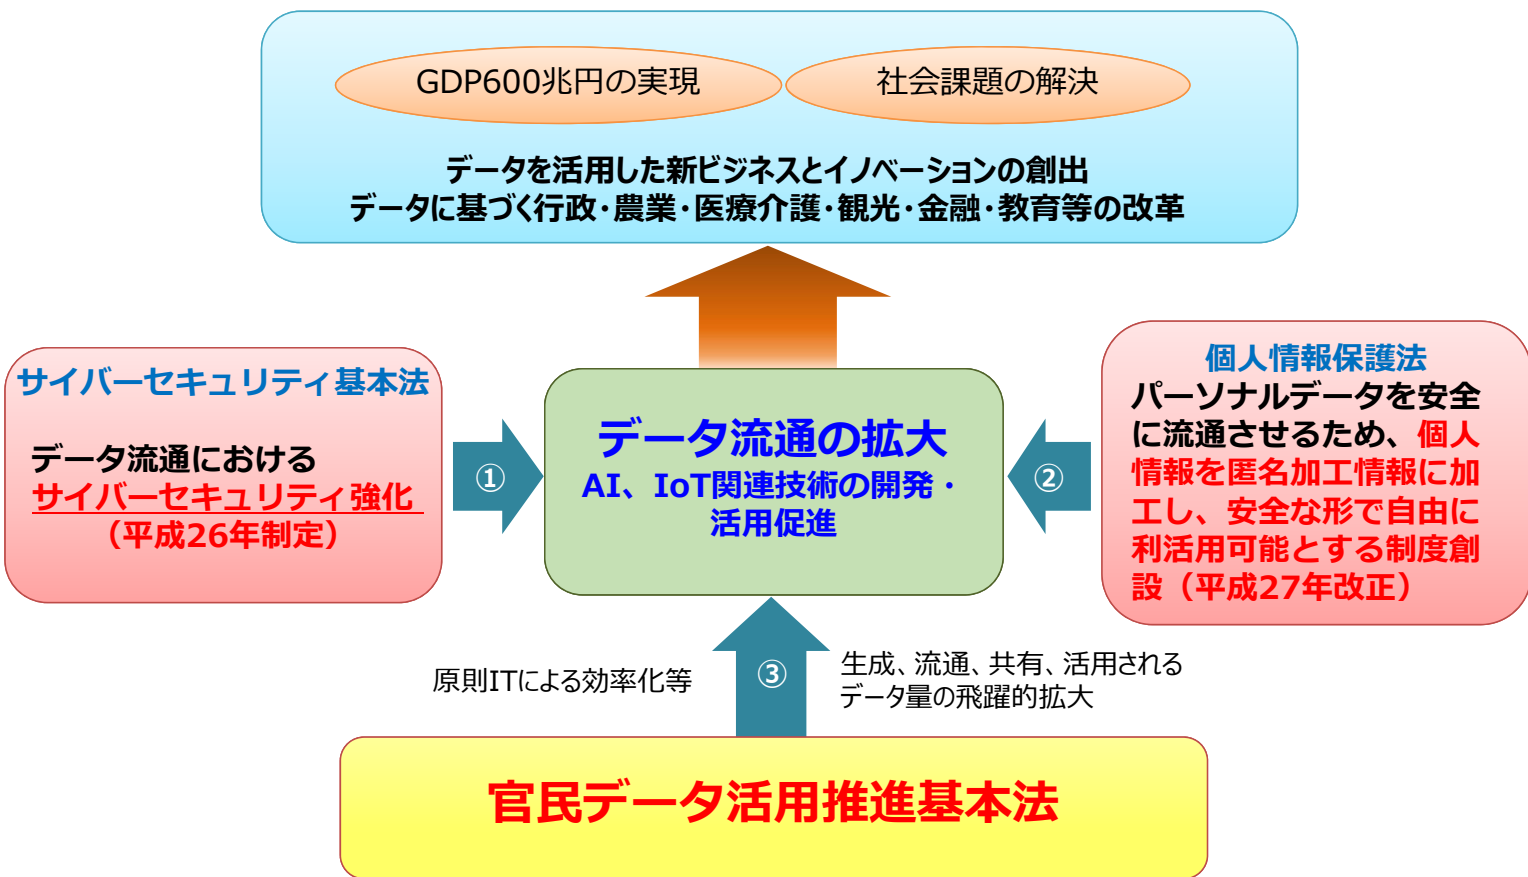 GDP600兆円の実現
社会課題の解決
データを活用した新ビジネスとイノベーションの創出
データに基づく行政・農業・医療介護・観光・金融・教育等の改革
サイバーセキュリティ基本法
データ流通における
サイバーセキュリティ強化
（平成26年制定）
①
データ流通の拡大
AI、IoT関連技術の開発・
活用促進
②
個人情報保護法
パーソナルデータを安全
に流通させるため、個人
情報を匿名加工情報に加
工し、安全な形で自由に
利活用可能とする制度創
設（平成27年改正）
原則ITによる効率化等
③
生成、流通、共有、活用される
データ量の飛躍的拡大
官民データ活用推進基本法